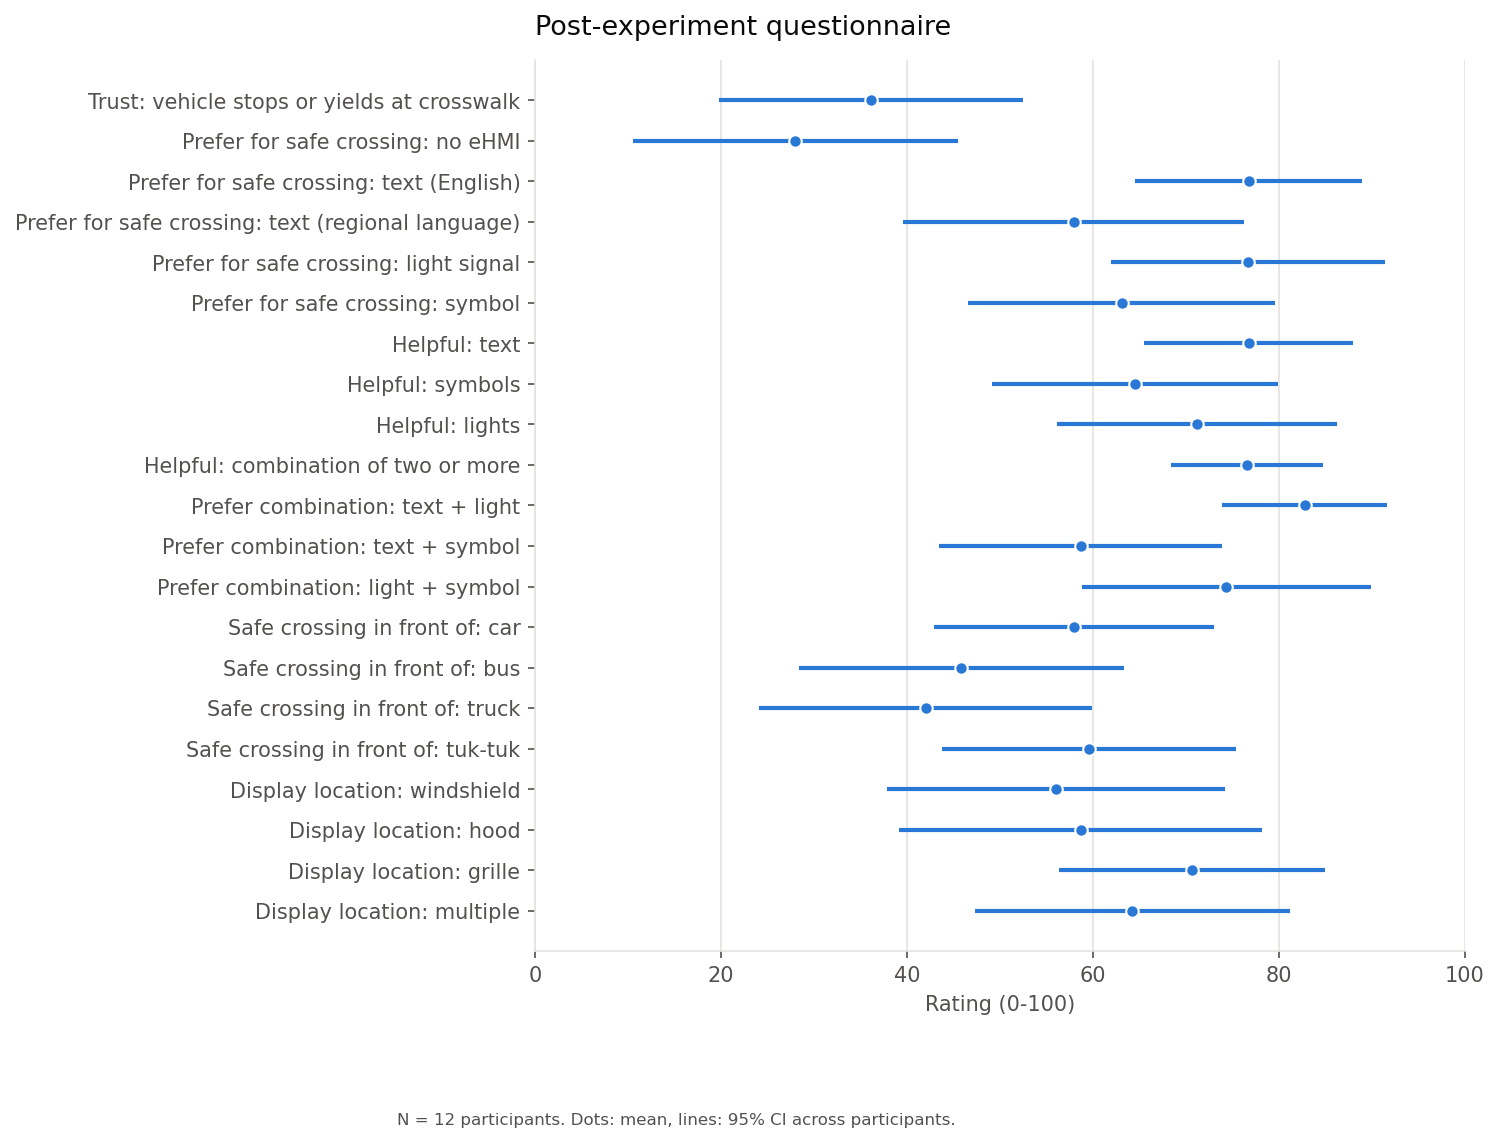 Post-experiment questionnaire
Trust: vehicle stops or yields at crosswalk
Prefer for safe crossing: no eHMI
Prefer for safe crossing: text (English)
Prefer for safe crossing: text (regional language)
Prefer for safe crossing: light signal
Prefer for safe crossing: symbol
Helpful: text
Helpful: symbols
Helpful: lights
Helpful: combination of two or more
Prefer combination: text + light
Prefer combination: text + symbol
Prefer combination: light + symbol
Safe crossing in front of: car
Safe crossing in front of: bus
Safe crossing in front of: truck
Safe crossing in front of: tuk-tuk
Display location: windshield
Display location: hood
Display location: grille
Display location: multiple
0 20 40 60 80 100
Rating (0-100)
N = 12 participants. Dots: mean, lines: 95% CI across participants.